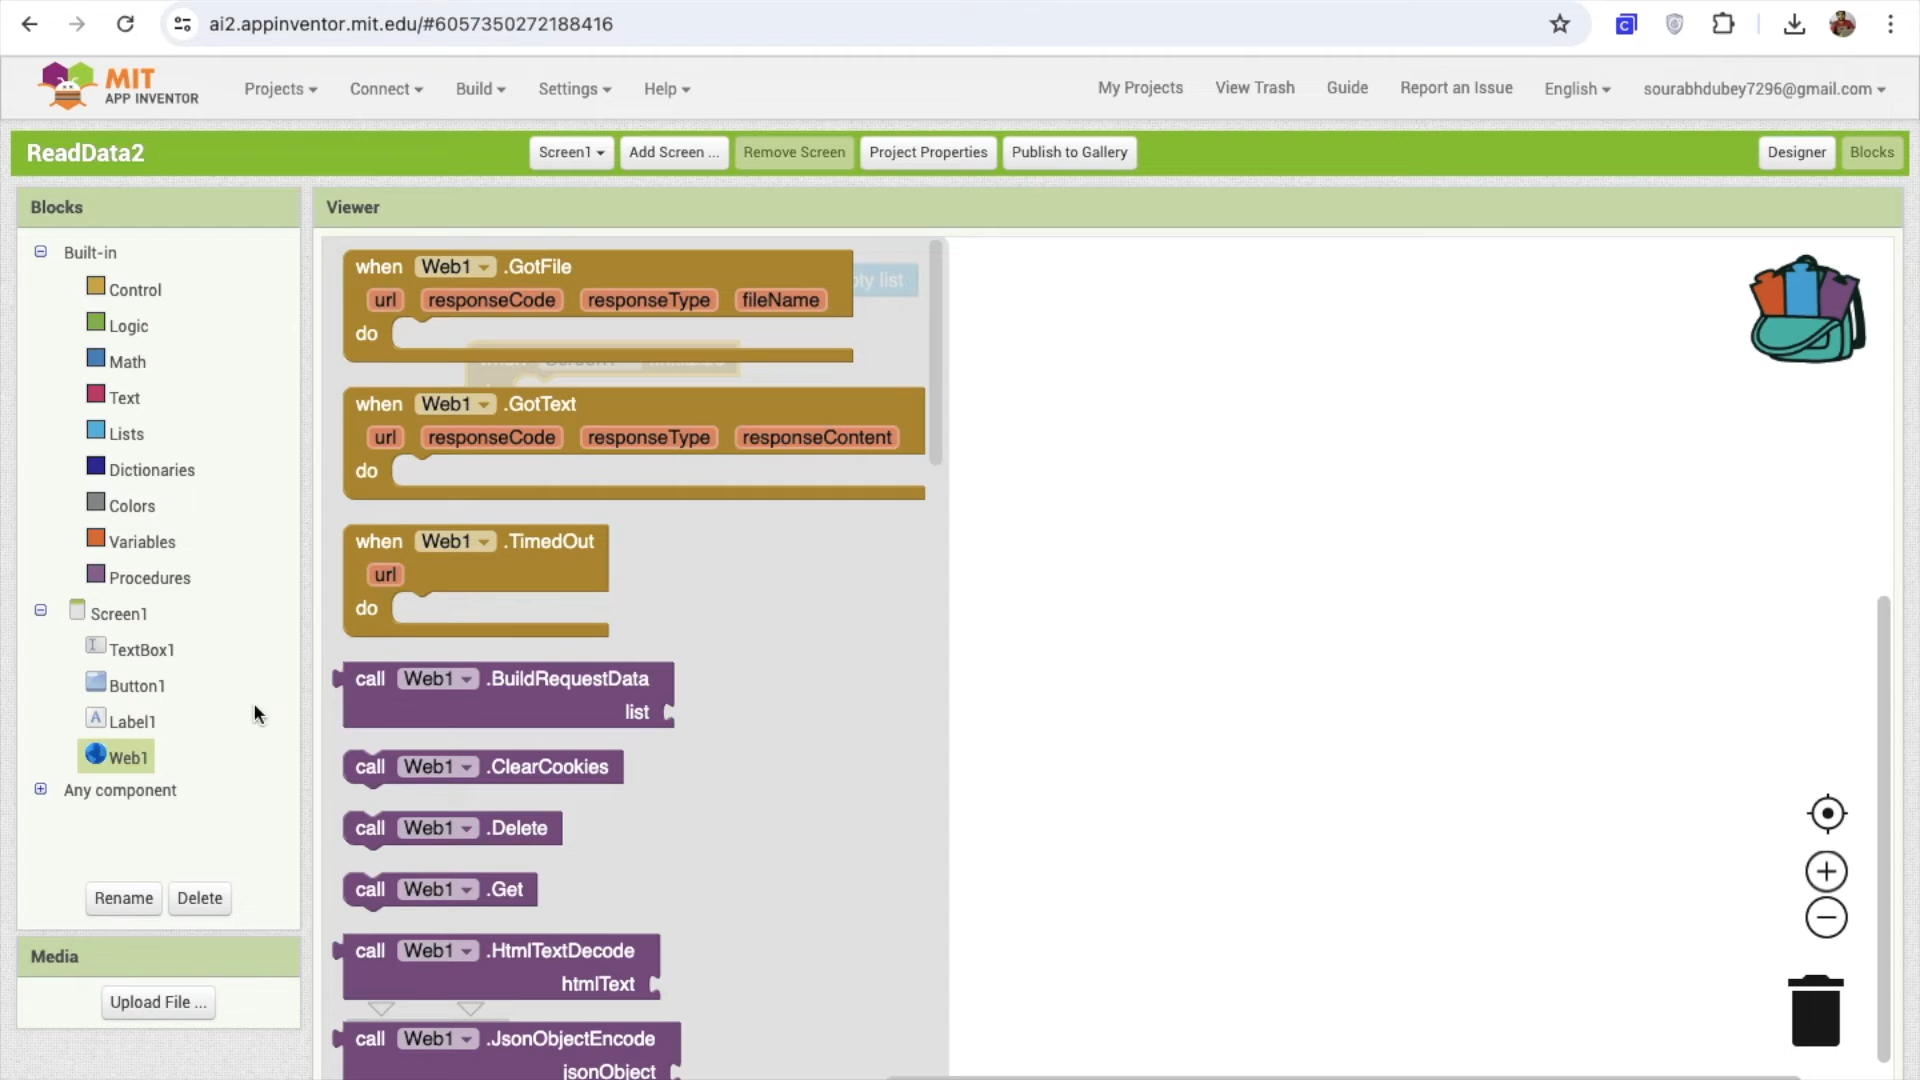 ai2.appinventor.mit.edu/#6057350272188416
MIT
APP INVENTOR
Projects
Connect
Build
Settings
Help
My Projects
View Trash
Guide
Report an Issue
English
sourabhdubey7296@gmail.com
ReadData2
Screen1
Add Screen ...
Remove Screen
Project Properties
Publish to Gallery
Designer
Blocks
Blocks
Viewer
Built-in
Control
Logic
Math
Text
Lists
Dictionaries
Colors
Variables
Procedures
Screen1
TextBox1
Button1
A Label1
Web1
Any component
Rename Delete
Media
Upload File ...
when Web1 .GotFile
url responseCode responseType fileName
do
list
when Web1 .GotText
url responseCode responseType responseContent
do
when Web1 .TimedOut
url
do
call Web1 .BuildRequestData
list
call Web1 .ClearCookies
call Web1 .Delete
call Web1 .Get
call Web1 .HtmlTextDecode
htmlText
call Web1 .JsonObjectEncode
jsonObject